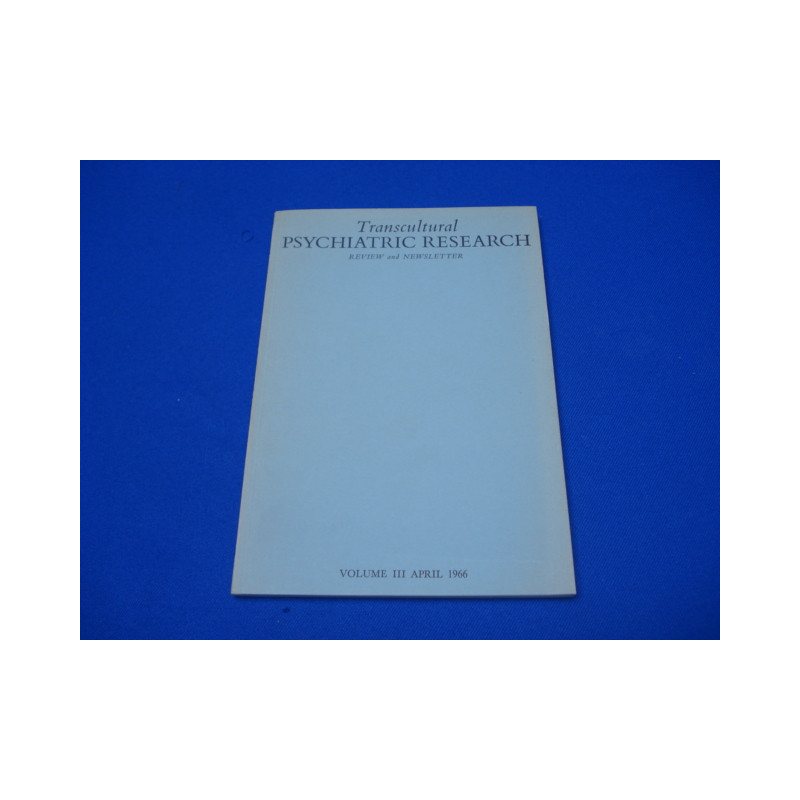 Transcultural
PSYCHIATRIC RESEARCH
REVIEW and NEWSLETTER
VOLUME III APRIL 1966